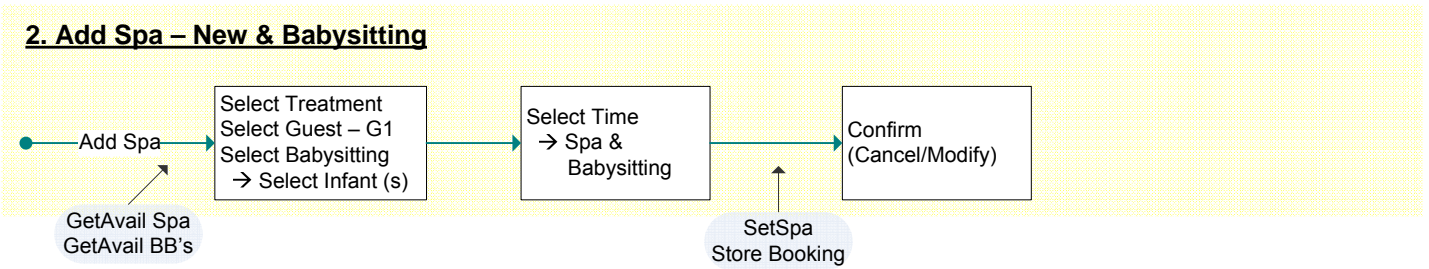 2. Add Spa – New & Babysitting
Add Spa
Select Treatment
Select Guest – G1
Select Babysitting
→ Select Infant (s)
Select Time
→ Spa &
Babysitting
Confirm
(Cancel/Modify)
GetAvail Spa
GetAvail BB's
SetSpa
Store Booking